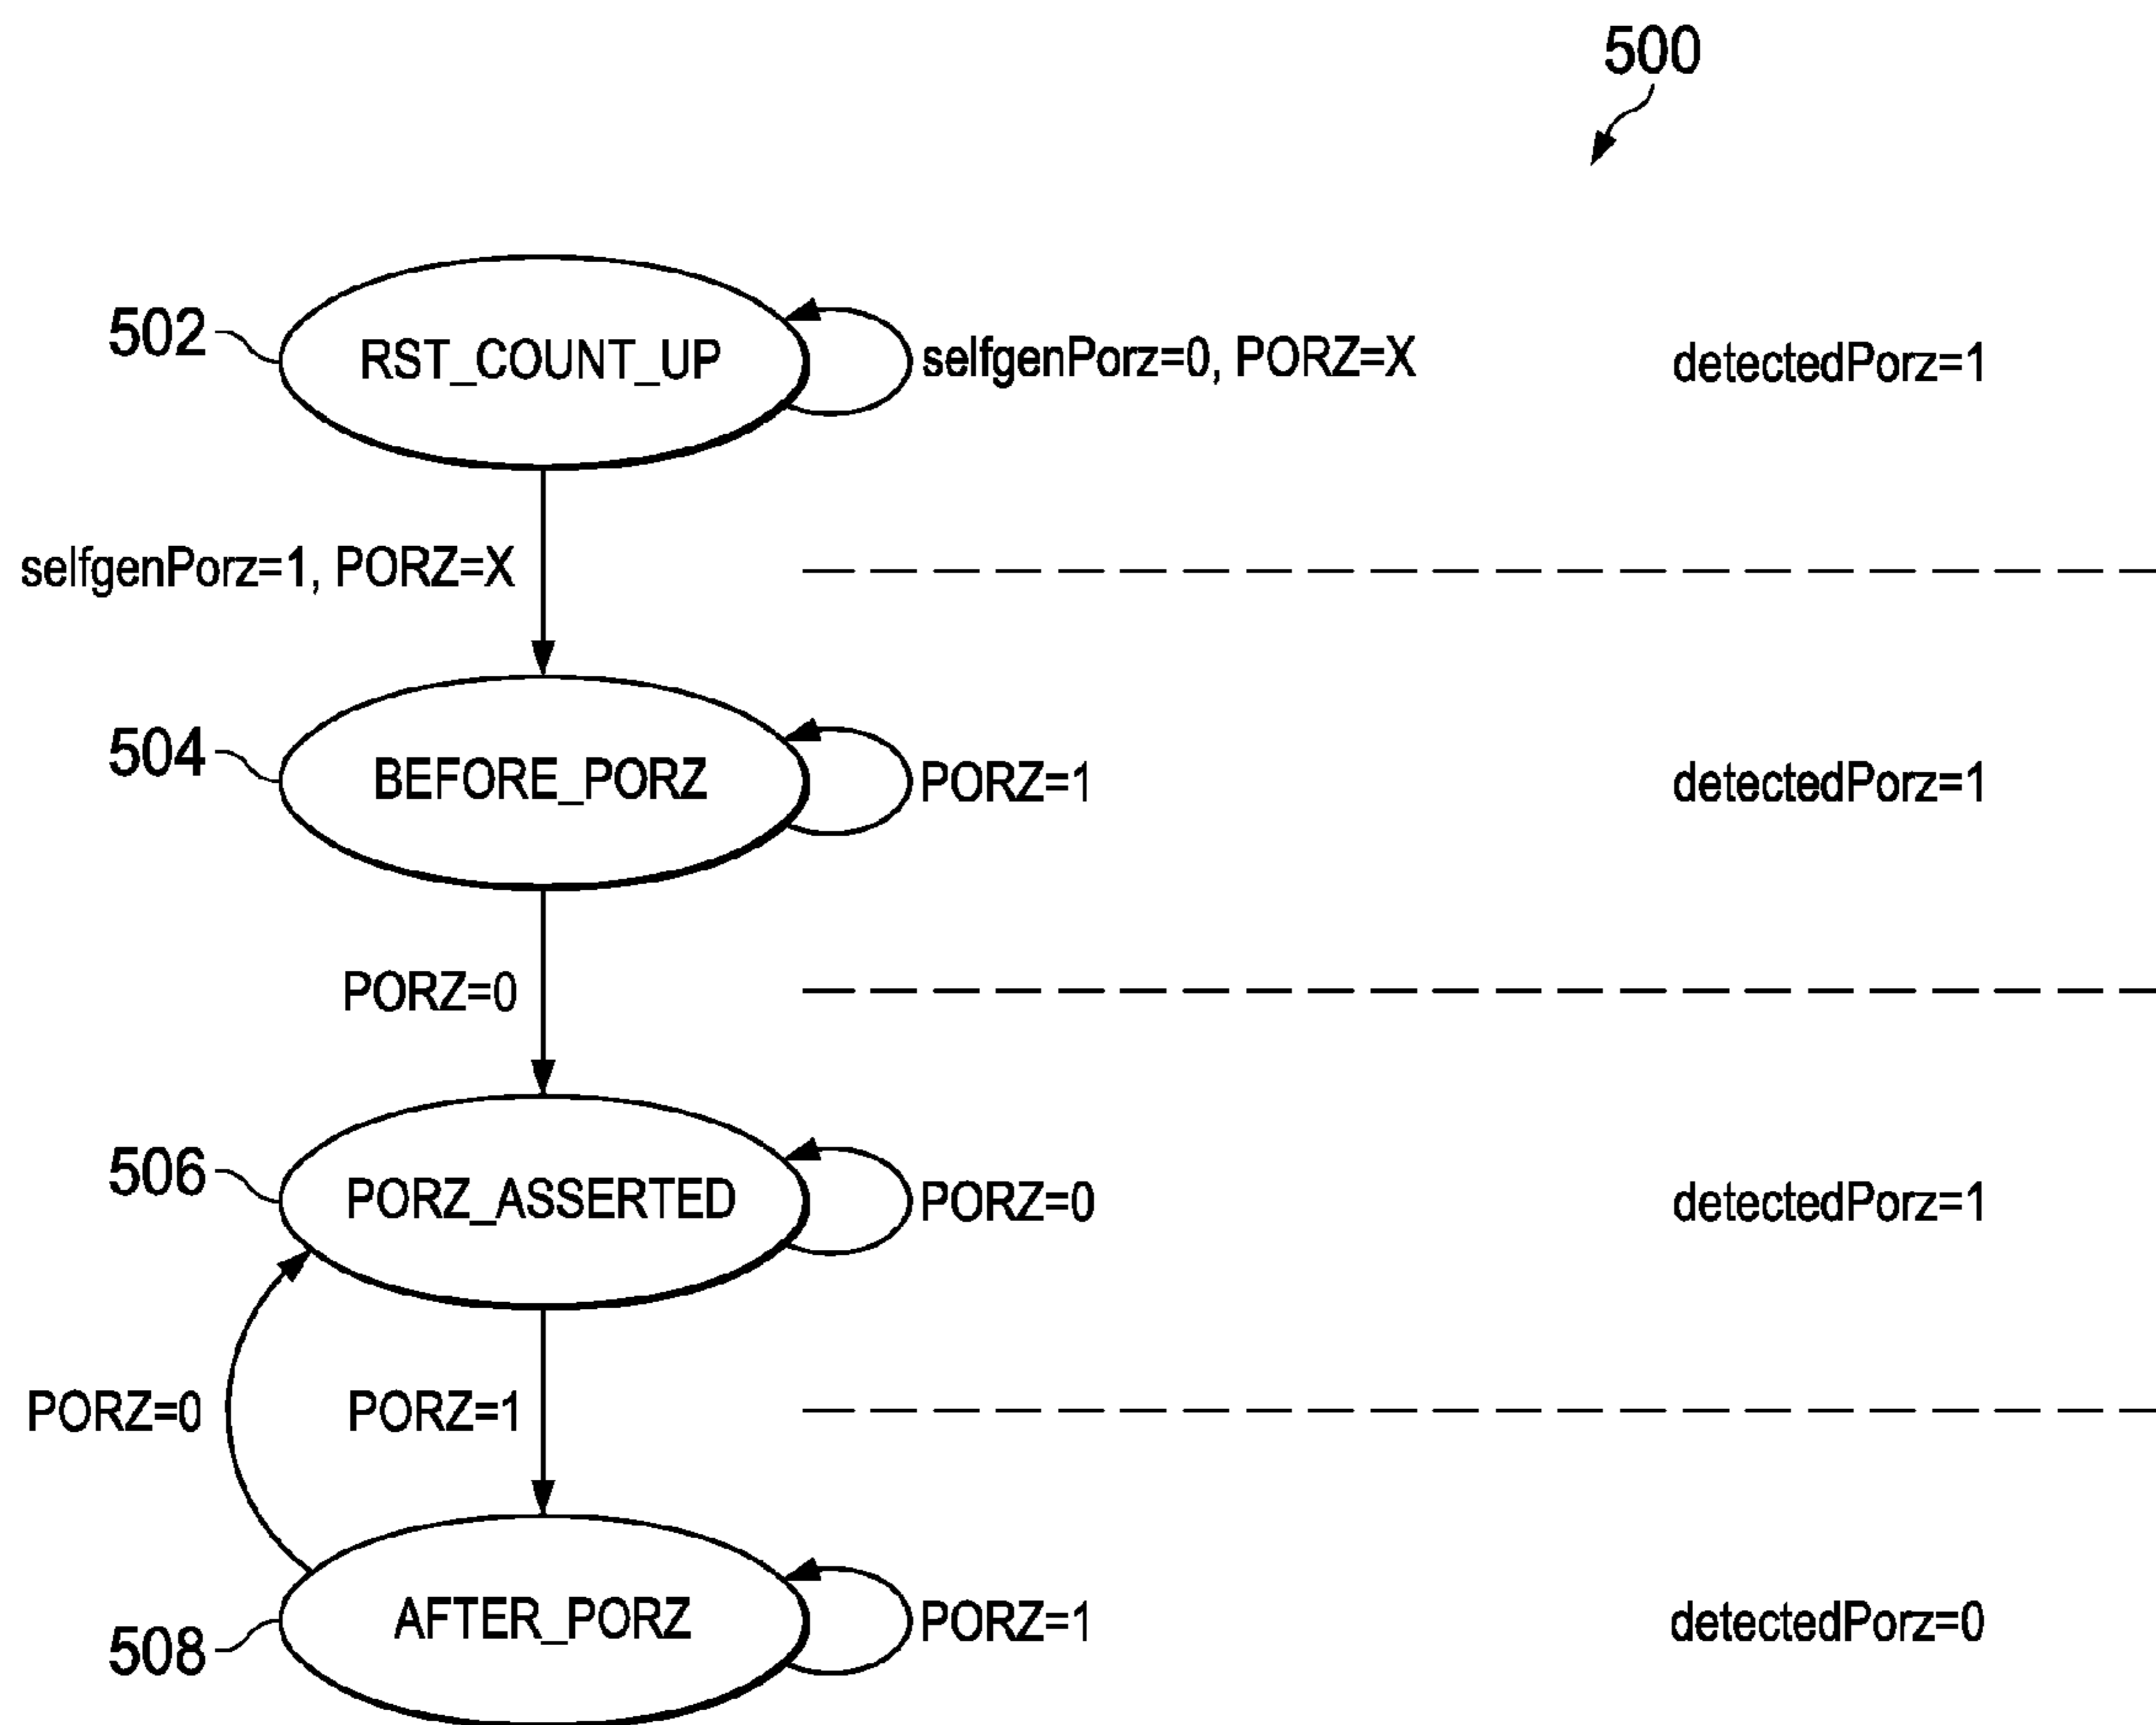 500
502
RST_COUNT_UP
selfgenPorz=0, PORZ=X
detectedPorz=1
selfgenPorz=1, PORZ=X
504
BEFORE_PORZ
PORZ=1
detectedPorz=1
PORZ=0
506
PORZ_ASSERTED
PORZ=0
detectedPorz=1
PORZ=0
PORZ=1
508
AFTER_PORZ
PORZ=1
detectedPorz=0